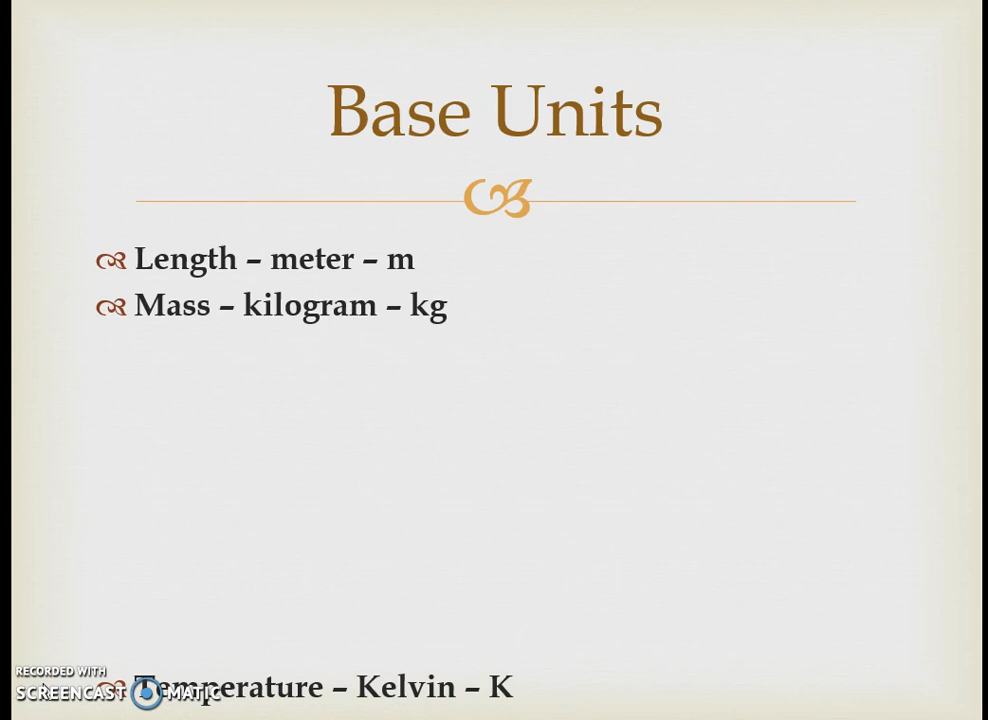 Base Units
Length – meter – m
Mass – kilogram – kg
RECORDED WITH
SCREENCAST MATIC
Temperature – Kelvin – K